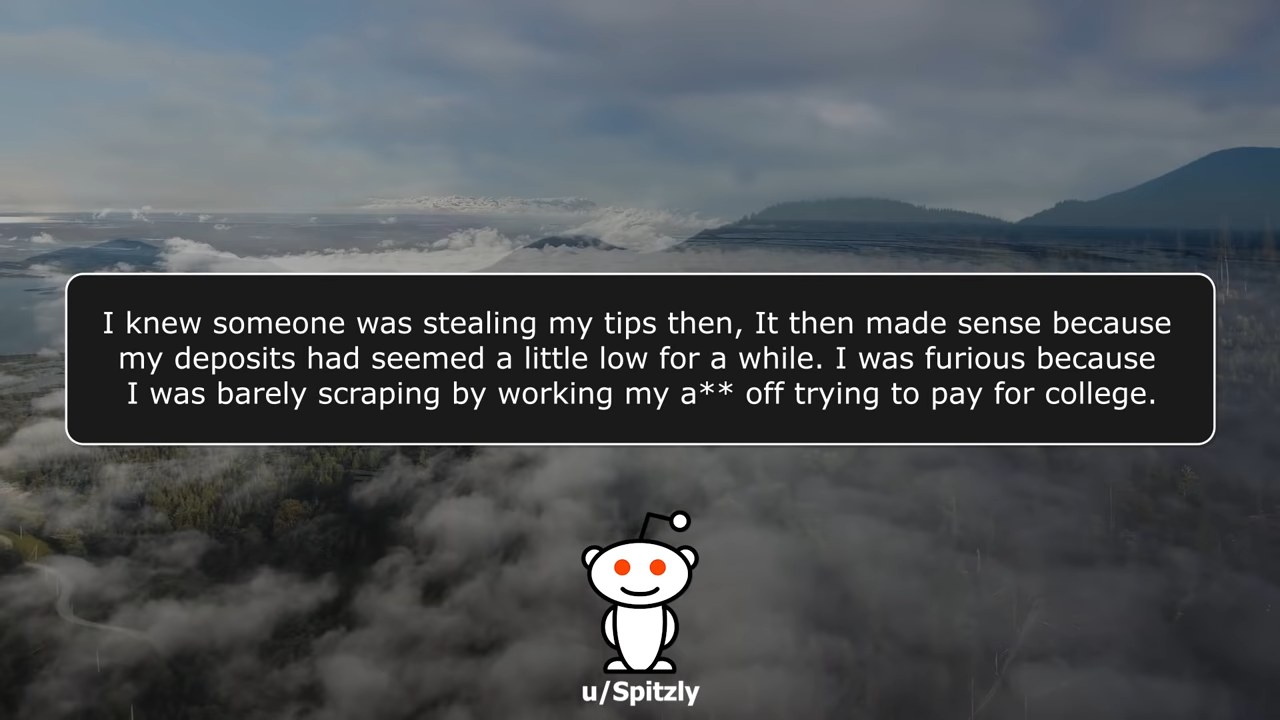 I knew someone was stealing my tips then, It then made sense because
my deposits had seemed a little low for a while. I was furious because
I was barely scraping by working my a** off trying to pay for college.
u/Spitzly